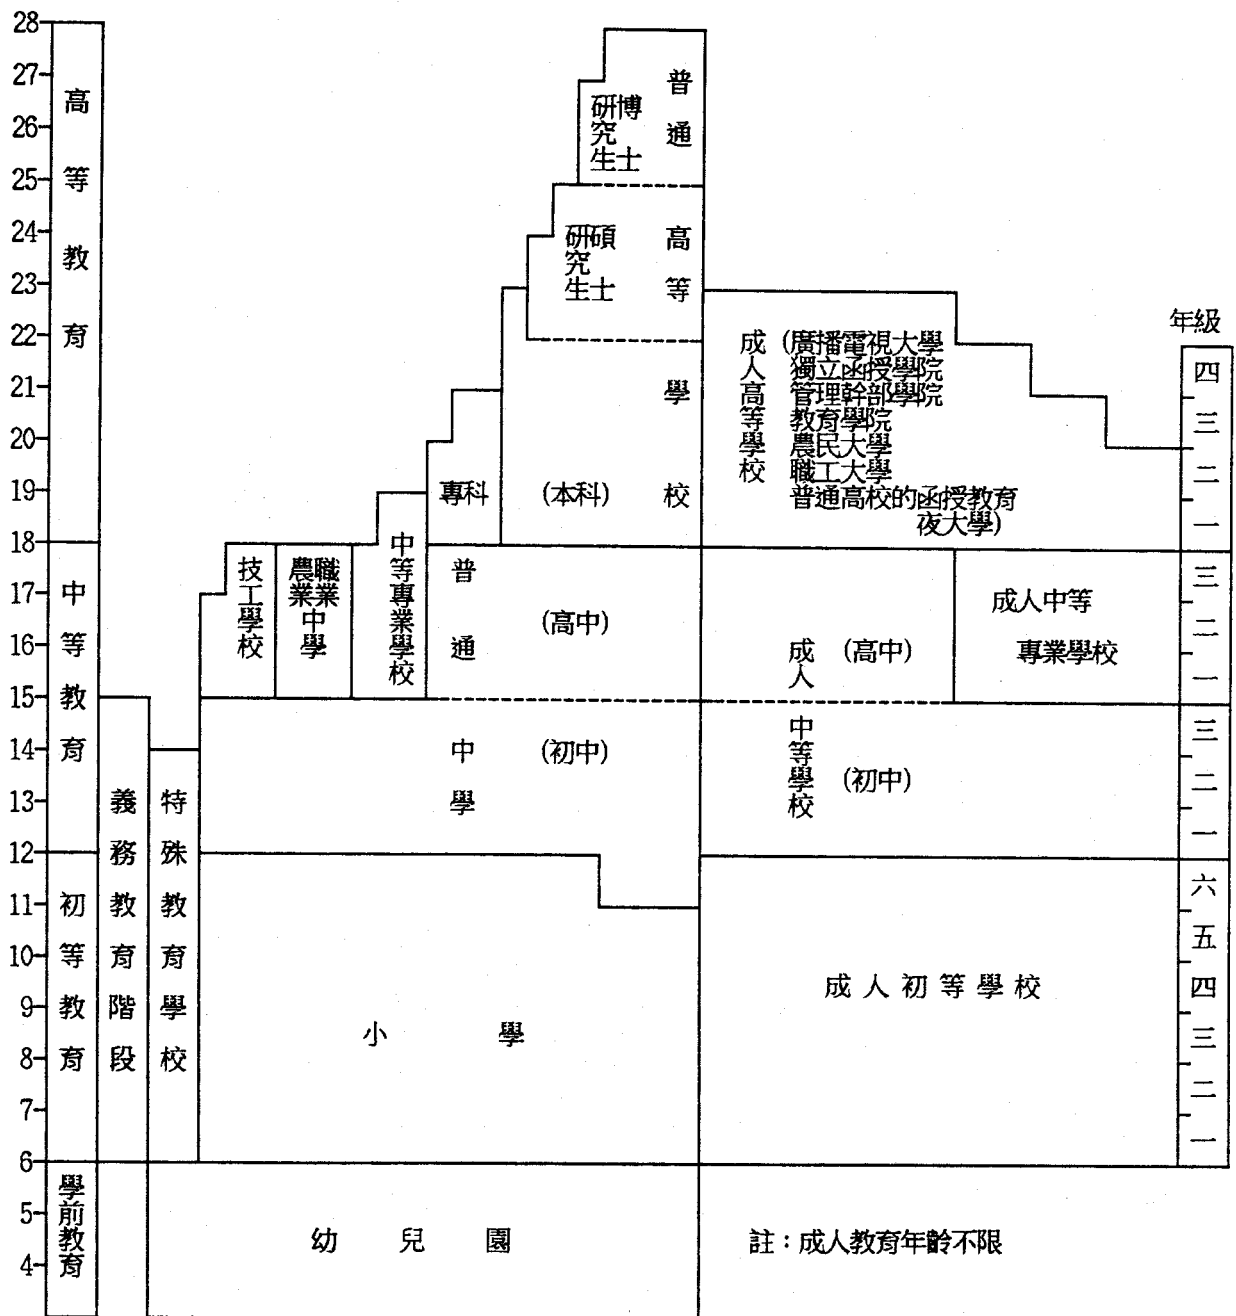 28
27
26
25
24
23
22
21
20
19
18
17
16
15
14
13
12
11
10
9
8
7
6
5
4
高等教育
中等教育
初等教育
學前教育
義務教育階段
特殊教育學校
普通高等學校
博士
研究生
碩士
研究生
(本科)
專科
技工學校
職業
農業
中學
中等專業學校
普通中學
(高中)
(初中)
小學
幼兒園
成人高等學校
(廣播電視大學
獨立函授學院
管理幹部學院
教育學院
農民大學
職工大學
普通高校的函授教育
夜大學)
成人中等學校
(高中)
(初中)
成人中等
專業學校
成人初等學校
註：成人教育年齡不限
年級
四
三
二
一
三
二
一
三
二
一
六
五
四
三
二
一